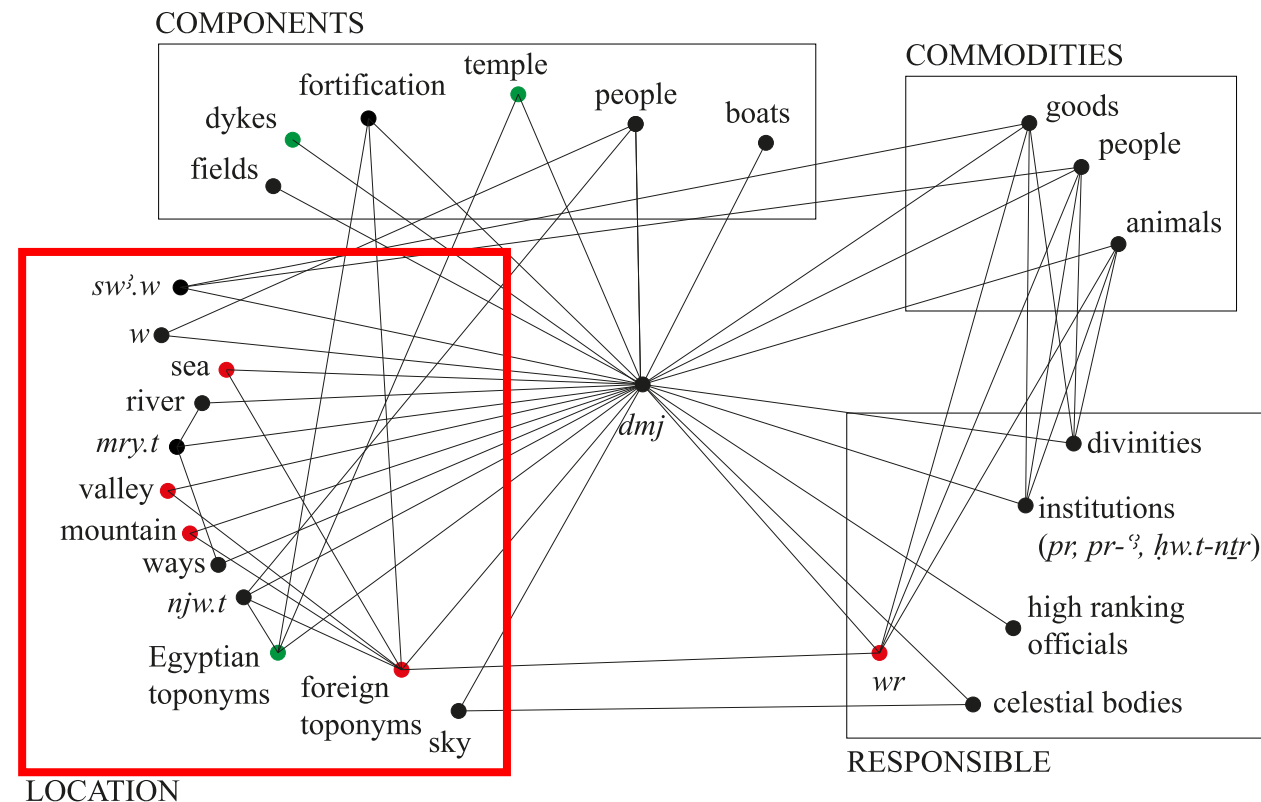 COMPONENTS
temple
fortification
people
boats
dykes
fields
COMMODITIES
goods
people
animals
swꜣ.w
w
sea
river
mry.t
valley
mountain
ways
njw.t
Egyptian
toponyms
foreign
toponyms
sky
LOCATION
dmj
divinities
institutions
(pr, pr-ꜥꜣ, ḥw.t-nṯr)
high ranking
officials
wr
celestial bodies
RESPONSIBLE